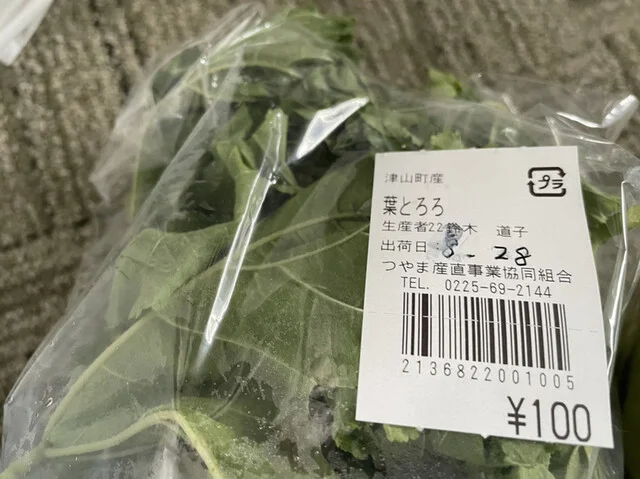 津山町産
プラ
葉とろろ
生産者22鈴木 道子
出荷日 8-28
つやま産直事業協同組合
TEL. 0225-69-2144
2136822001005
¥100